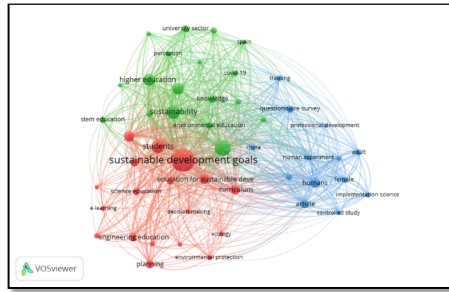 university sector
spain
perception
covid-19
higher education
training
knowledge
questionnaire survey
sustainability
stem education
environmental education
professional development
students
china
adult
sustainable development goals
human experiment
education for sustainable deve
humans
female
science education
curriculum
implementation science
article
e-learning
decision making
controlled study
engineering education
ecology
environmental protection
planning
VOSviewer